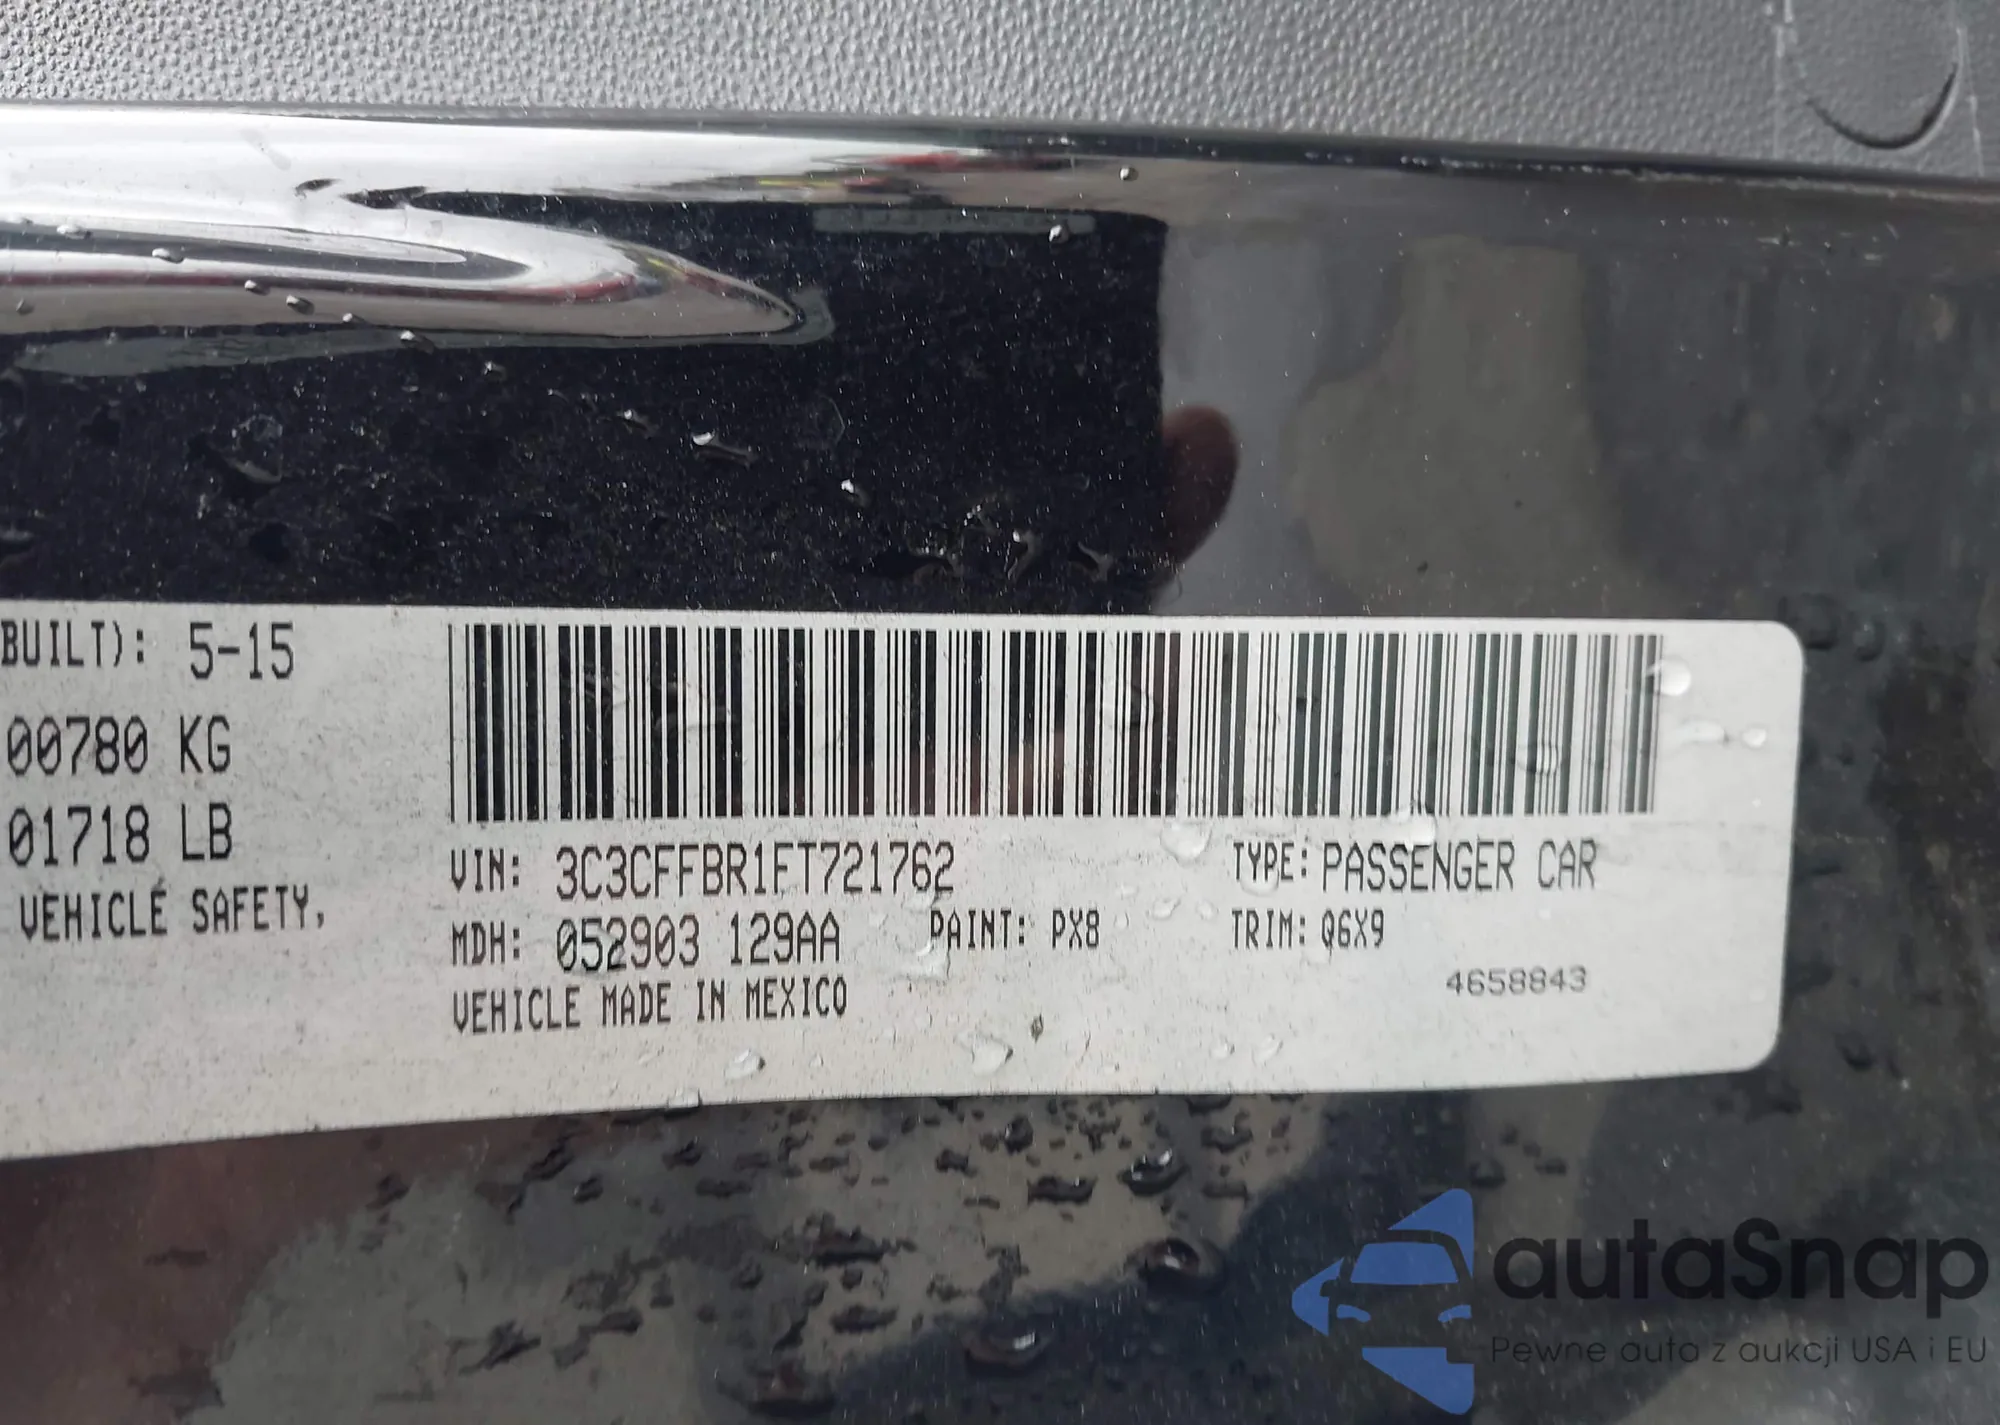 BUILT): 5-15
00780 KG
01718 LB
VEHICLE SAFETY,
VIN: 3C3CFFBR1FT721762
TYPE: PASSENGER CAR
MDH: 052903 129AA
PAINT: PX8
TRIM: Q6X9
VEHICLE MADE IN MEXICO
4658843
autaSnap
Pewne auta z aukcji USA i EU